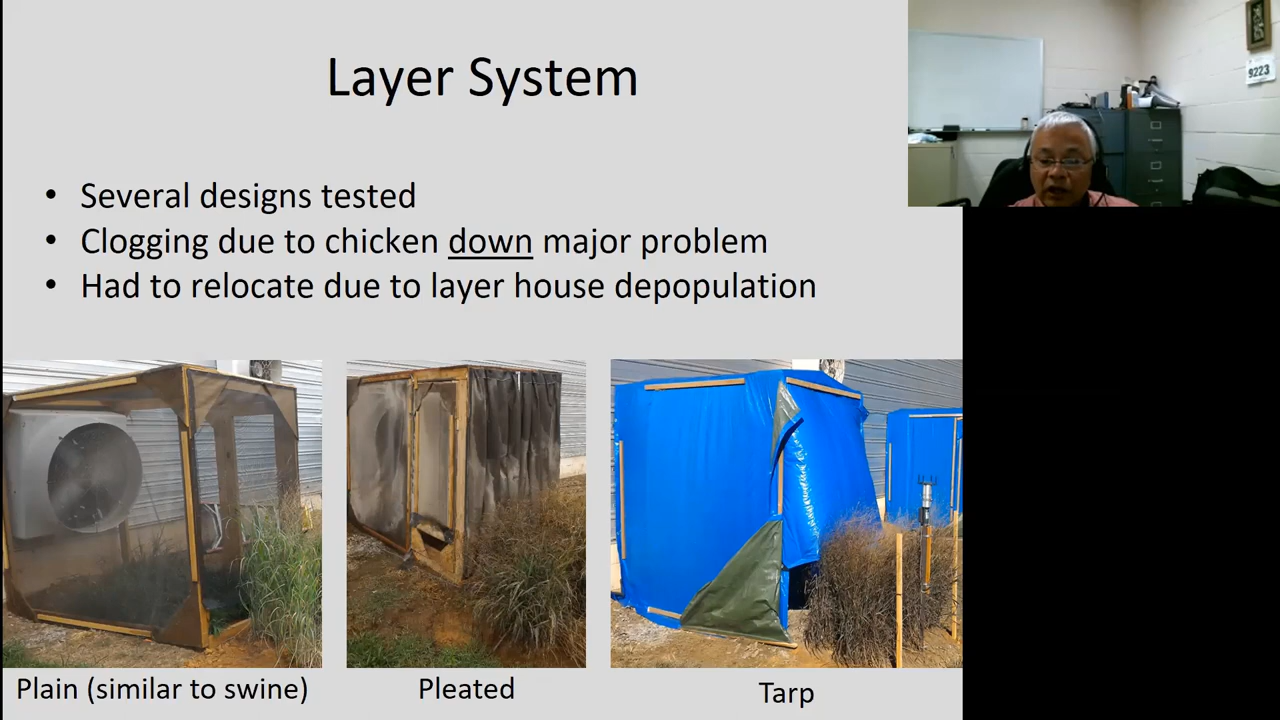 Layer System
9223
• Several designs tested
• Clogging due to chicken down major problem
• Had to relocate due to layer house depopulation
Plain (similar to swine)
Pleated
Tarp